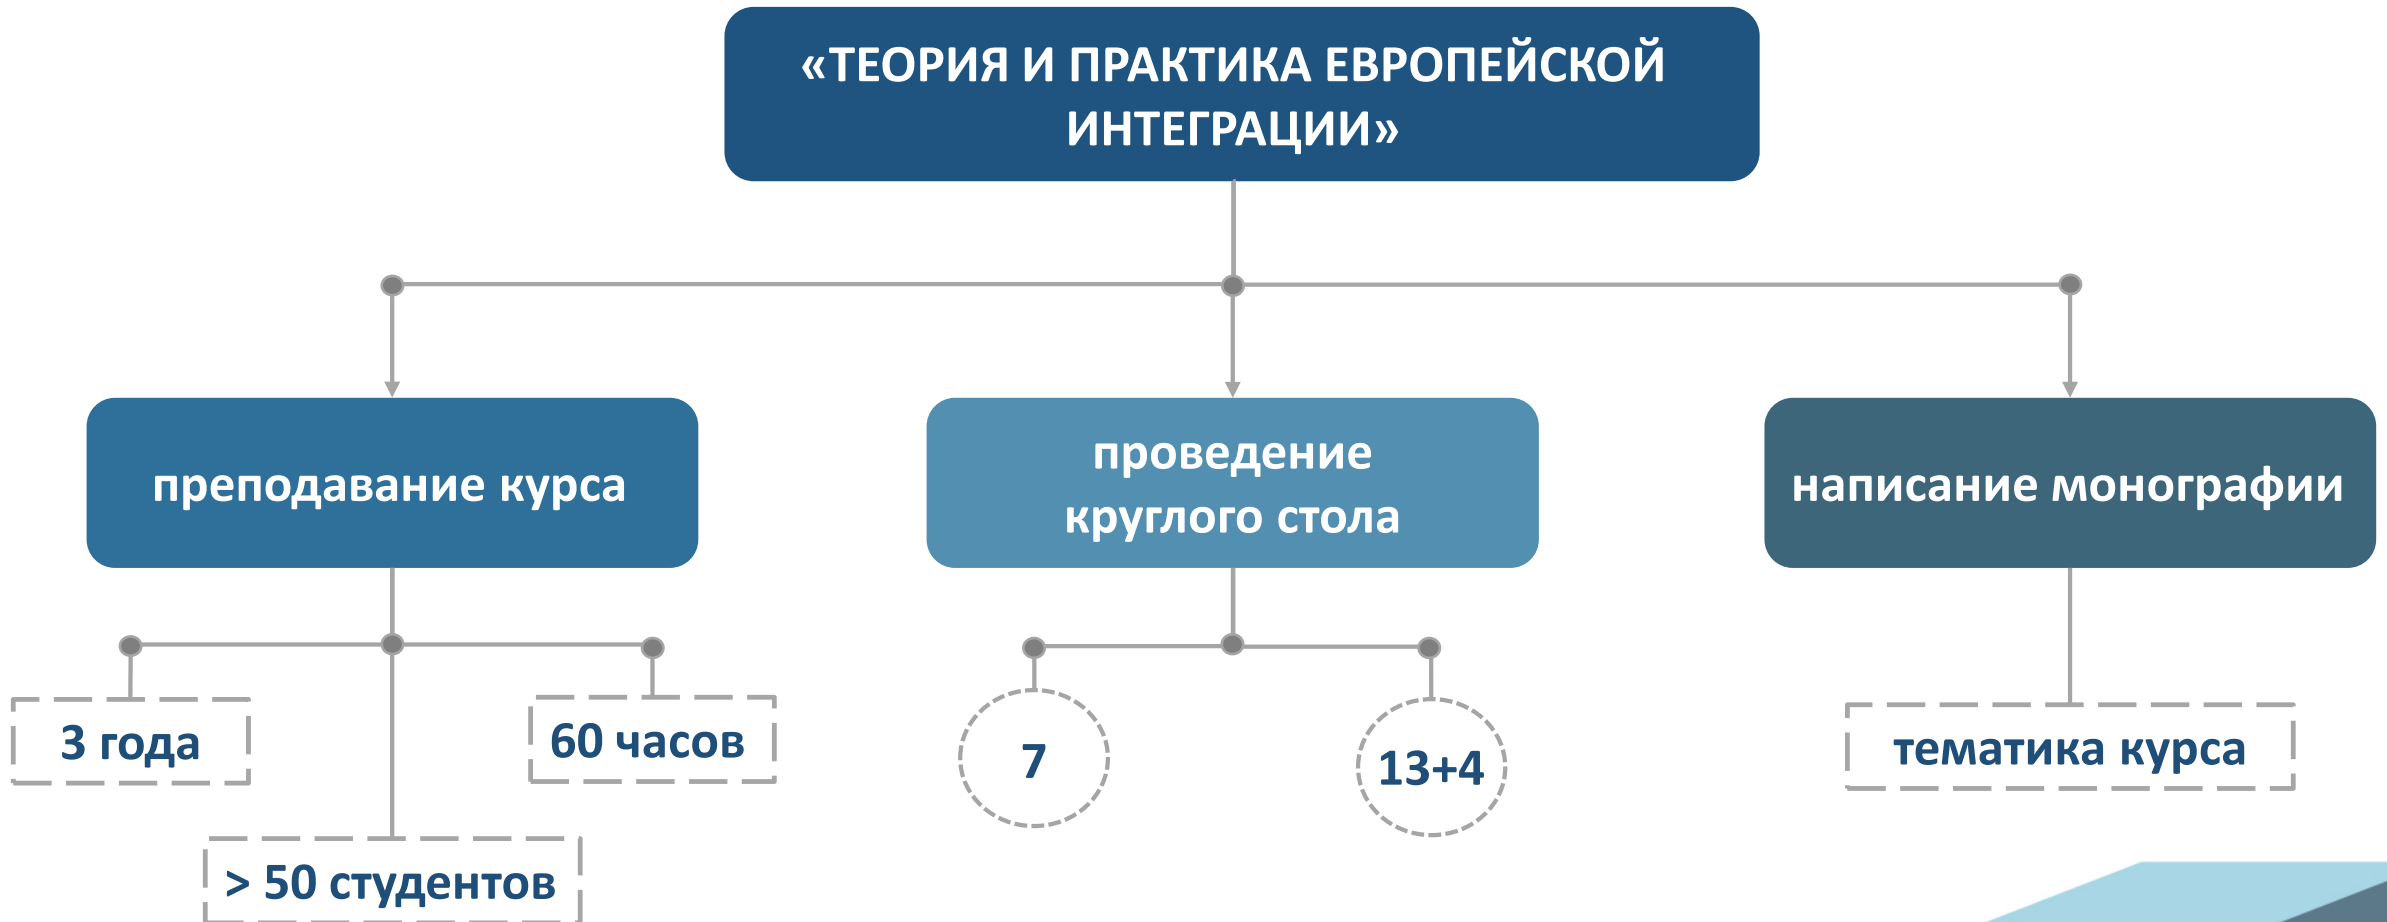 «ТЕОРИЯ И ПРАКТИКА ЕВРОПЕЙСКОЙ
ИНТЕГРАЦИИ»
преподавание курса
проведение
круглого стола
написание монографии
3 года
60 часов
> 50 студентов
7
13+4
тематика курса